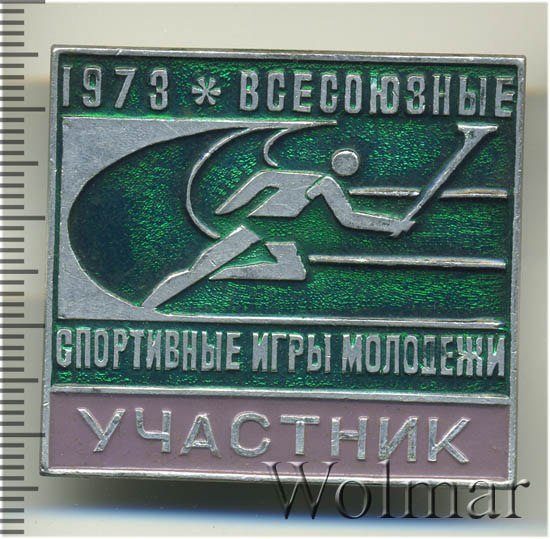 1973 * ВСЕСОЮЗНЫЕ
СПОРТИВНЫЕ ИГРЫ МОЛОДЕЖИ
УЧАСТНИК
Wolmar